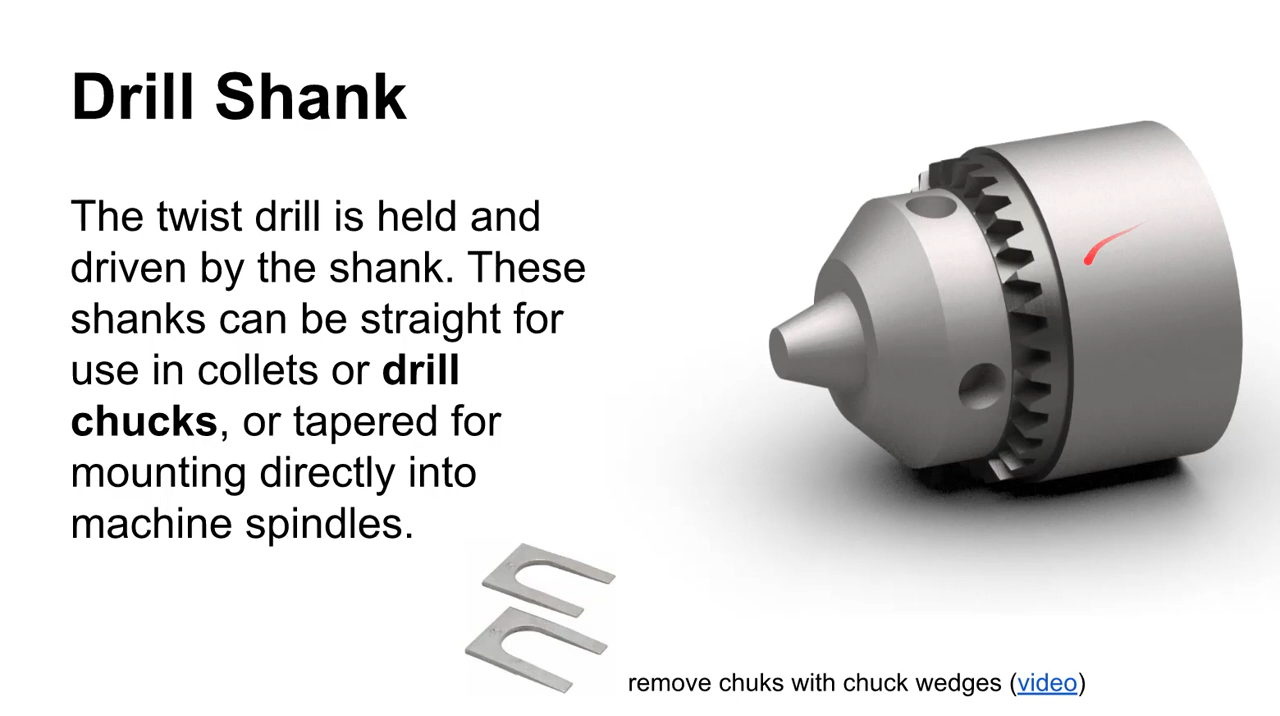 Drill Shank
The twist drill is held and
driven by the shank. These
shanks can be straight for
use in collets or drill
chucks, or tapered for
mounting directly into
machine spindles.
remove chuks with chuck wedges (video)